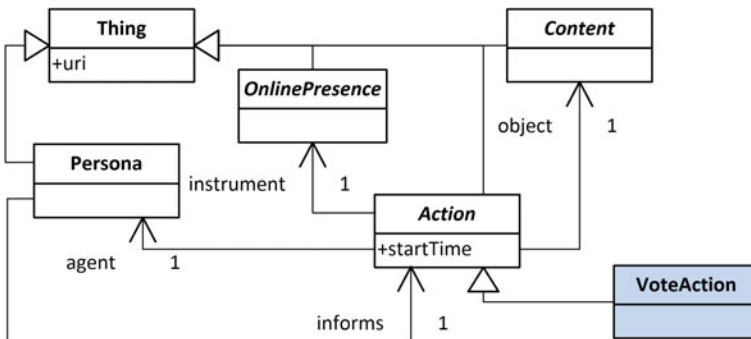 Thing
+uri
Content
OnlinePresence
object 1
Persona
instrument 1
Action
+startTime
agent 1
VoteAction
informs 1